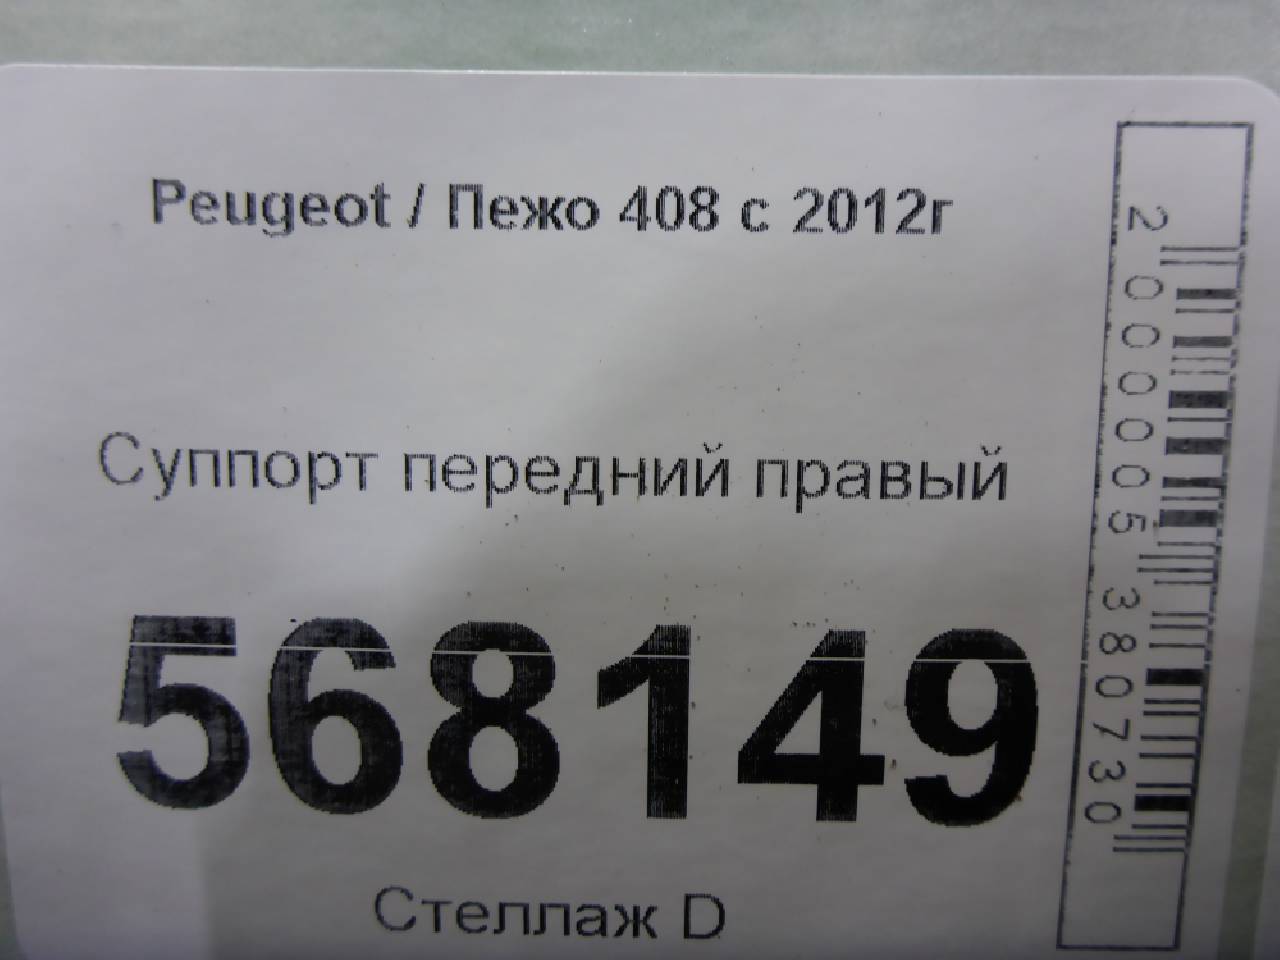 Peugeot / Пежо 408 с 2012г
Суппорт передний правый
568149
Стеллаж D
2000005380730